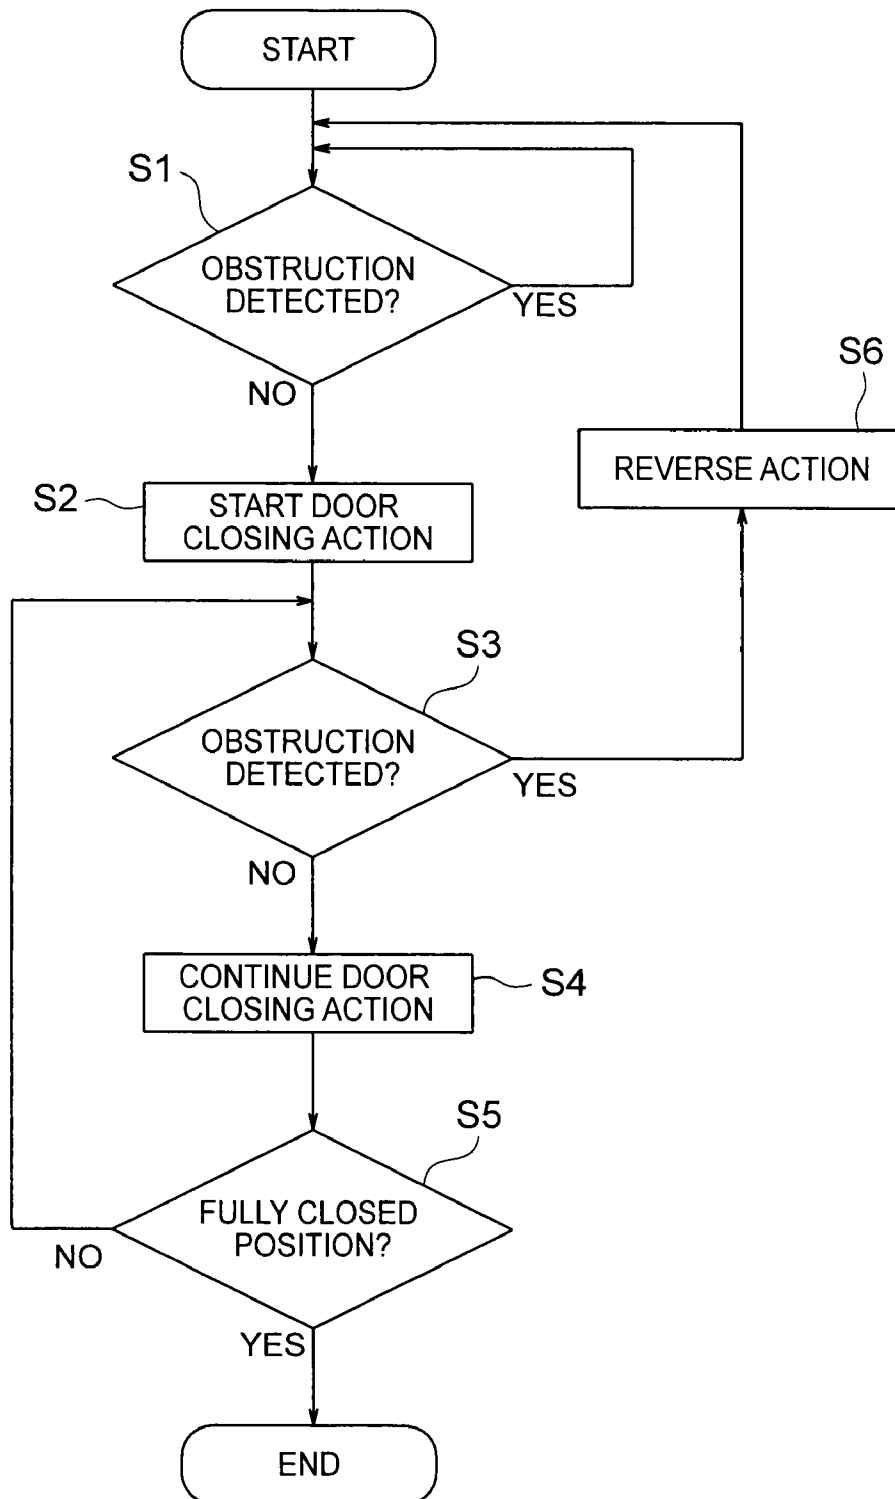 START
S1
OBSTRUCTION
DETECTED?
YES
NO
S6
REVERSE ACTION
S2
START DOOR
CLOSING ACTION
S3
OBSTRUCTION
DETECTED?
YES
NO
CONTINUE DOOR
CLOSING ACTION
S4
S5
FULLY CLOSED
POSITION?
NO
YES
END